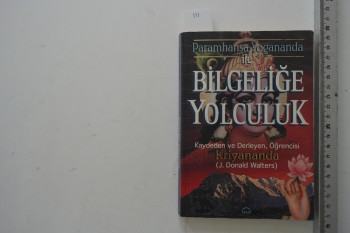 Paramhansa Yogananda
ile
BİLGELİĞE
YOLCULUK
Kaydeden ve Derleyen, Öğrencisi
Kriyananda
(J. Donald Walters)